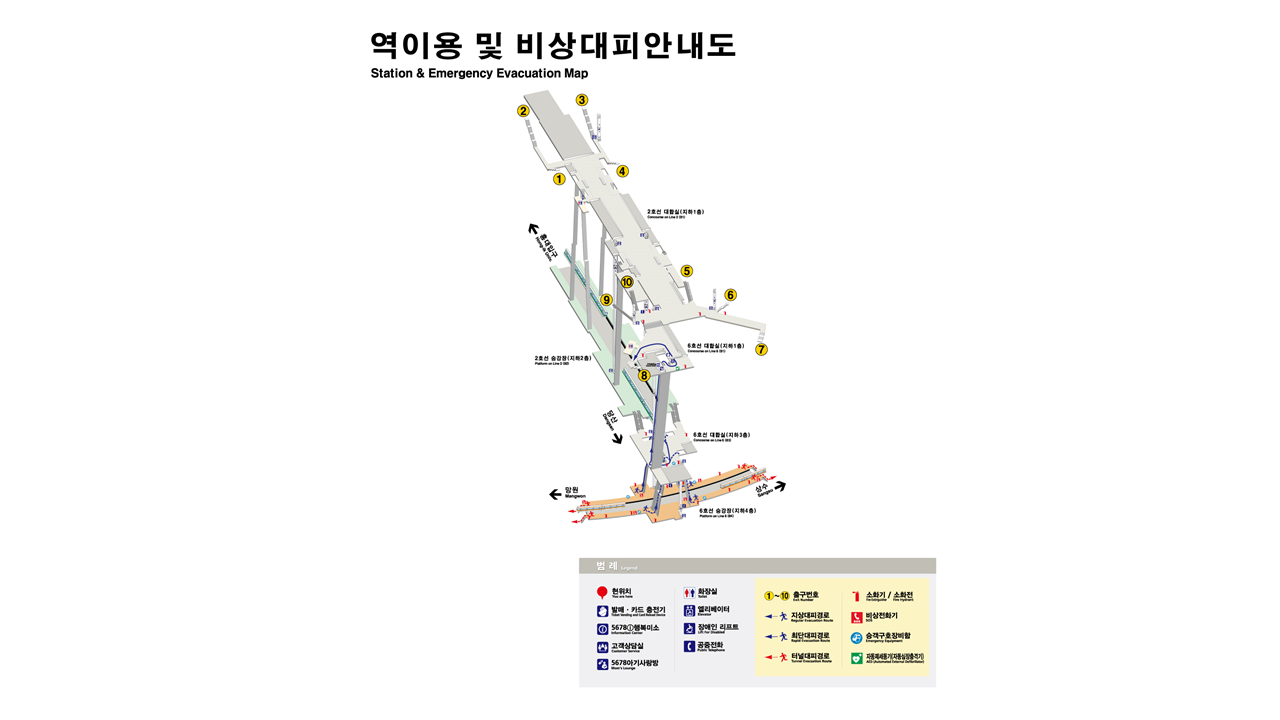 역이용 및 비상대피안내도
Station & Emergency Evacuation Map
3
2
4
1
2호선 대합실(지하1층)
Concourse on Line 2 (B1)
홍대입구
Hong-ik Univ.
5
10
6
9
6호선 대합실(지하1층)
Concourse on Line 6 (B1)
7
2호선 승강장(지하2층)
Platform on Line 2 (B2)
8
당산
Dangsan
6호선 대합실(지하3층)
Concourse on Line 6 (B3)
망원
Mangwon
상수
Sangsu
6호선 승강장(지하4층)
Platform on Line 6 (B4)
범 례 Legend
현위치
You are here
발매·카드 충전기
Ticket Vending and Card Reload Device
5678ⓘ행복미소
Information Center
고객상담실
Customer Service
5678아기사랑방
Mom's Lounge
화장실
Toilet
엘리베이터
Elevator
장애인 리프트
Lift For Disabled
공중전화
Public Telephone
1~10 출구번호
Exit Number
지상대피경로
Regular Evacuation Route
최단대피경로
Rapid Evacuation Route
터널대피경로
Tunnel Evacuation Route
소화기 / 소화전
Fire Extinguisher / Fire Hydrant
비상전화기
SOS
승객구호장비함
Emergency Equipment
자동제세동기(자동심장충격기)
AED (Automated External Defibrillator)